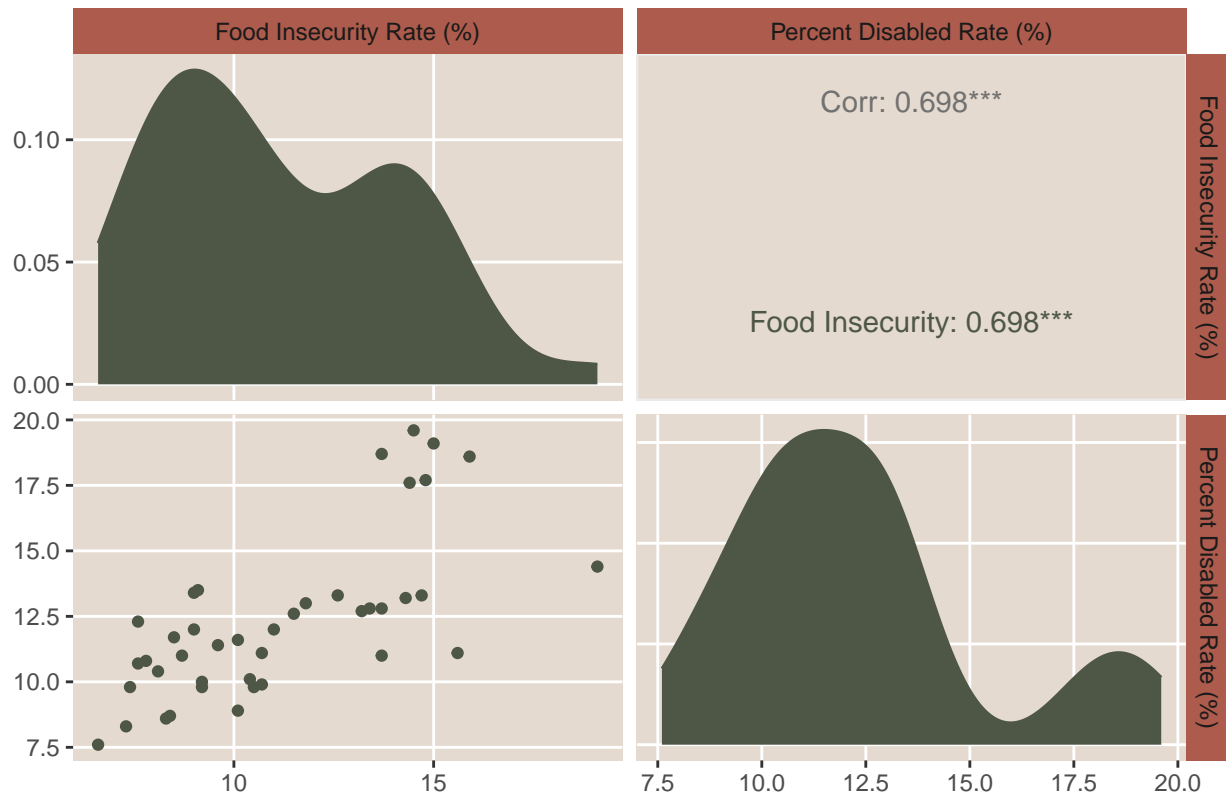 Food Insecurity Rate (%)
Percent Disabled Rate (%)
0.10
0.05
0.00
Corr: 0.698***
Food Insecurity: 0.698***
Food Insecurity Rate (%)
20.0
17.5
15.0
12.5
10.0
7.5
Percent Disabled Rate (%)
10
15
7.5
10.0
12.5
15.0
17.5
20.0